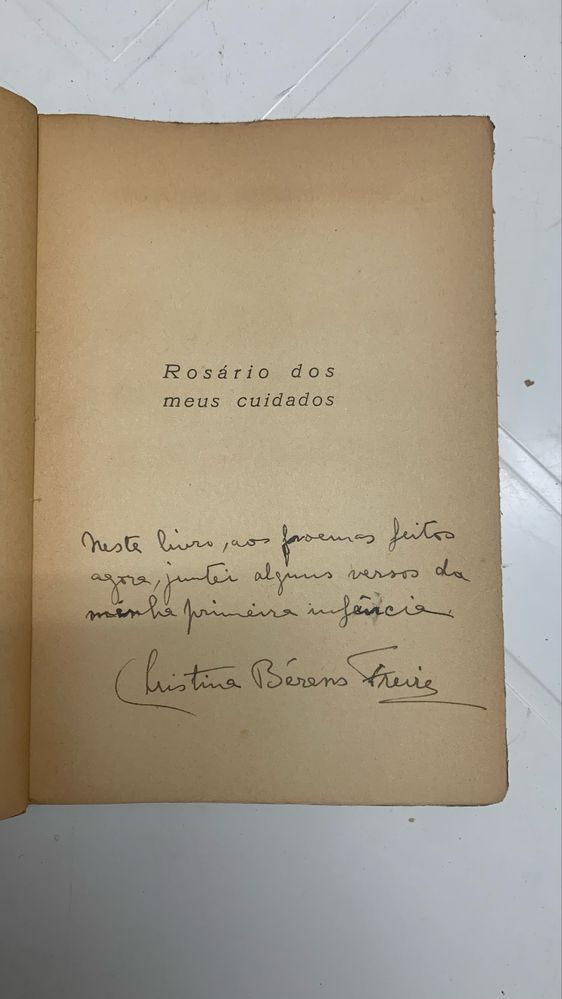 Rosário dos
meus cuidados
Neste livro, aos poemas feitos
agora, juntei alguns versos da
minha primeira infância.
Christina Bérens Freire